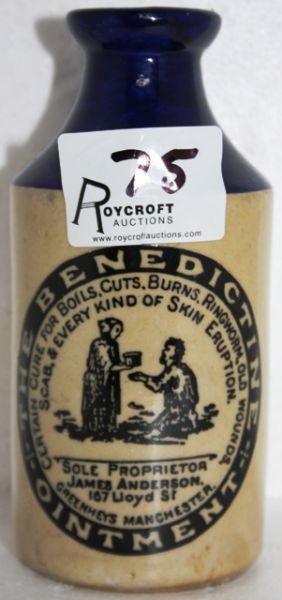 75
ROYCROFT
AUCTIONS
www.roycroftauctions.com
THE BENEDICTINE
CERTAIN CURE FOR BOILS, CUTS, BURNS, RINGWORM, OLD WOUNDS,
SCAB, & EVERY KIND OF SKIN ERUPTION.
SOLE PROPRIETOR
JAMES ANDERSON,
167 Lloyd St
GREENHEYS MANCHESTER.
OINTMENT